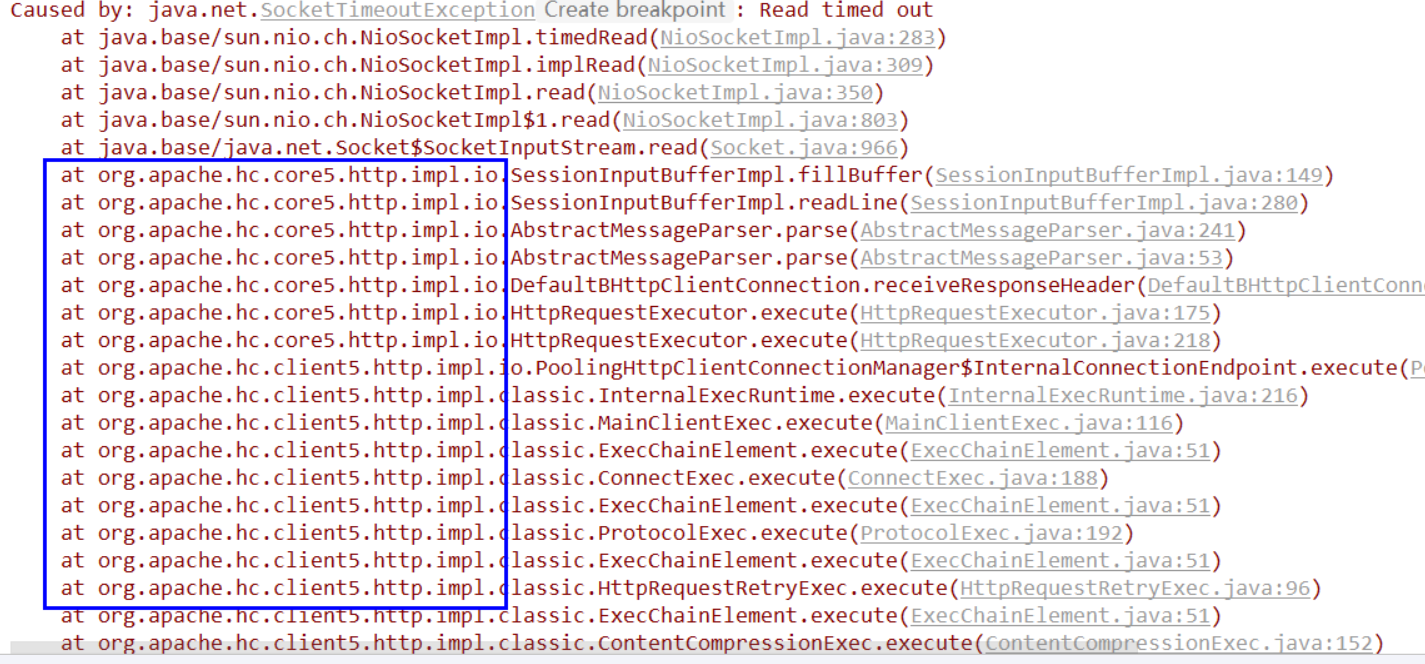 Caused by: java.net.SocketTimeoutException Create breakpoint : Read timed out
at java.base/sun.nio.ch.NioSocketImpl.timedRead(NioSocketImpl.java:283)
at java.base/sun.nio.ch.NioSocketImpl.implRead(NioSocketImpl.java:309)
at java.base/sun.nio.ch.NioSocketImpl.read(NioSocketImpl.java:350)
at java.base/sun.nio.ch.NioSocketImpl$1.read(NioSocketImpl.java:803)
at java.base/java.net.Socket$SocketInputStream.read(Socket.java:966)
at org.apache.hc.core5.http.impl.io.SessionInputBufferImpl.fillBuffer(SessionInputBufferImpl.java:149)
at org.apache.hc.core5.http.impl.io.SessionInputBufferImpl.readLine(SessionInputBufferImpl.java:280)
at org.apache.hc.core5.http.impl.io.AbstractMessageParser.parse(AbstractMessageParser.java:241)
at org.apache.hc.core5.http.impl.io.AbstractMessageParser.parse(AbstractMessageParser.java:53)
at org.apache.hc.core5.http.impl.io.DefaultBHttpClientConnection.receiveResponseHeader(DefaultBHttpClientConn
at org.apache.hc.core5.http.impl.io.HttpRequestExecutor.execute(HttpRequestExecutor.java:175)
at org.apache.hc.core5.http.impl.io.HttpRequestExecutor.execute(HttpRequestExecutor.java:218)
at org.apache.hc.client5.http.impl.io.PoolingHttpClientConnectionManager$InternalConnectionEndpoint.execute(P
at org.apache.hc.client5.http.impl.classic.InternalExecRuntime.execute(InternalExecRuntime.java:216)
at org.apache.hc.client5.http.impl.classic.MainClientExec.execute(MainClientExec.java:116)
at org.apache.hc.client5.http.impl.classic.ExecChainElement.execute(ExecChainElement.java:51)
at org.apache.hc.client5.http.impl.classic.ConnectExec.execute(ConnectExec.java:188)
at org.apache.hc.client5.http.impl.classic.ExecChainElement.execute(ExecChainElement.java:51)
at org.apache.hc.client5.http.impl.classic.ProtocolExec.execute(ProtocolExec.java:192)
at org.apache.hc.client5.http.impl.classic.ExecChainElement.execute(ExecChainElement.java:51)
at org.apache.hc.client5.http.impl.classic.HttpRequestRetryExec.execute(HttpRequestRetryExec.java:96)
at org.apache.hc.client5.http.impl.classic.ExecChainElement.execute(ExecChainElement.java:51)
at org.apache.hc.client5.http.impl.classic.ContentCompressionExec.execute(ContentCompressionExec.java:152)